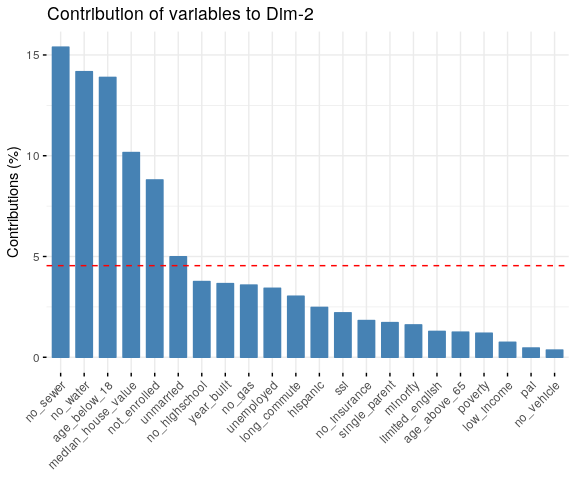 Contribution of variables to Dim-2
Contributions (%)
15
10
5
0
no_sewer
no_water
age_below_18
median_house_value
not_enrolled
unmarried
no_highschool
year_built
no_gas
unemployed
long_commute
hispanic
ssi
no_insurance
single_parent
minority
limited_english
age_above_65
poverty
low_income
pai
no_vehicle